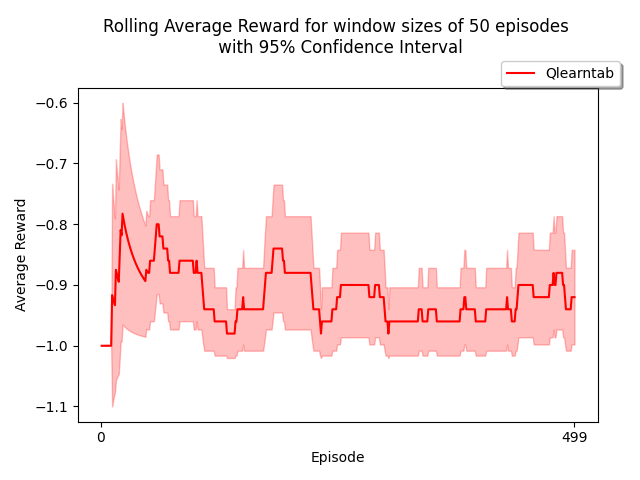 Rolling Average Reward for window sizes of 50 episodes
with 95% Confidence Interval
Qlearntab
−0.6
−0.7
−0.8
−0.9
−1.0
−1.1
Average Reward
0
499
Episode